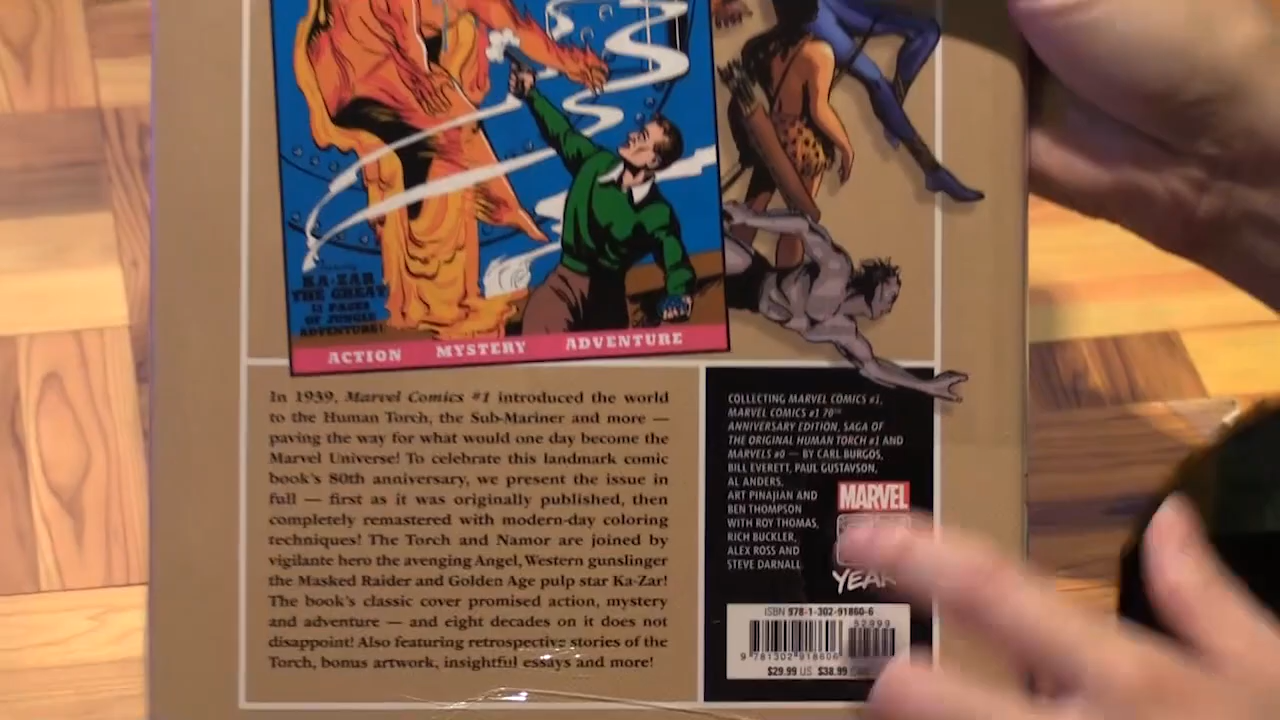 KA-ZAR
THE GREAT
12 PAGES
OF JUNGLE
ADVENTURE!
ACTION MYSTERY ADVENTURE
In 1939, Marvel Comics #1 introduced the world
to the Human Torch, the Sub-Mariner and more —
paving the way for what would one day become the
Marvel Universe! To celebrate this landmark comic
book's 80th anniversary, we present the issue in
full — first as it was originally published, then
completely remastered with modern-day coloring
techniques! The Torch and Namor are joined by
vigilante hero the avenging Angel, Western gunslinger
the Masked Raider and Golden Age pulp star Ka-Zar!
The book's classic cover promised action, mystery
and adventure — and eight decades on it does not
disappoint! Also featuring retrospective stories of the
Torch, bonus artwork, insightful essays and more!
COLLECTING MARVEL COMICS #1,
MARVEL COMICS #1 70TH
ANNIVERSARY EDITION, SAGA OF
THE ORIGINAL HUMAN TORCH #1 AND
MARVELS #0 — BY CARL BURGOS,
BILL EVERETT, PAUL GUSTAVSON,
AL ANDERS,
ART PINAJIAN AND
BEN THOMPSON
WITH ROY THOMAS,
RICH BUCKLER,
ALEX ROSS AND
STEVE DARNALL
MARVEL
ISBN 978-1-302-91860-6
52999
9 781302 918606
$29.99 US $38.99